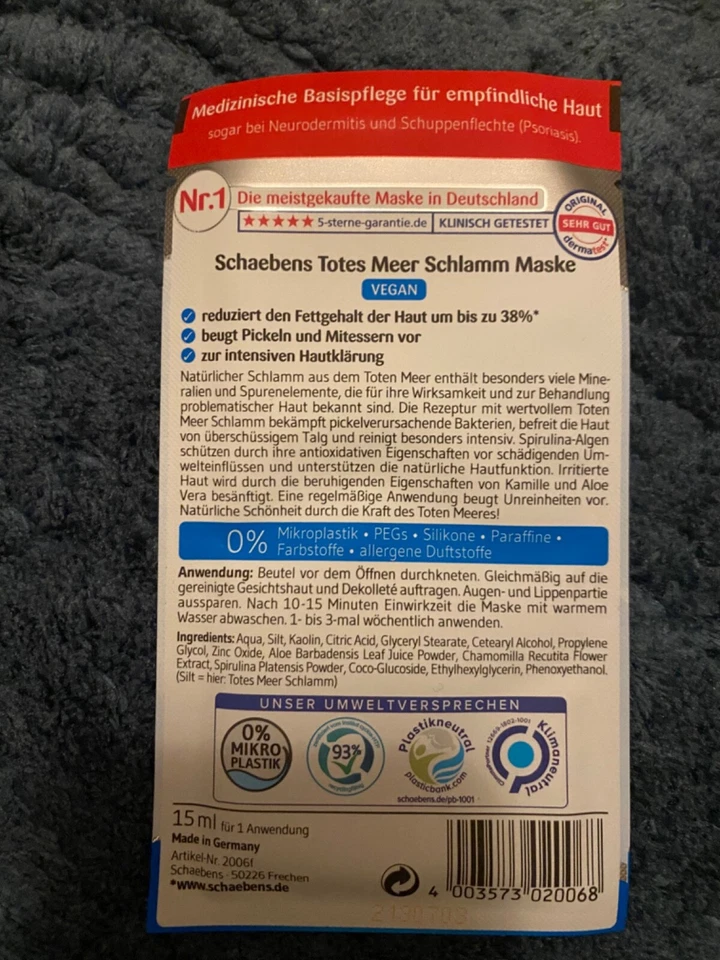 Medizinische Basispflege für empfindliche Haut
sogar bei Neurodermitis und Schuppenflechte (Psoriasis).
Nr.1 Die meistgekaufte Maske in Deutschland
5-sterne-garantie.de KLINISCH GETESTET
ORIGINAL
SEHR GUT
dermatest
Schaebens Totes Meer Schlamm Maske
VEGAN
reduziert den Fettgehalt der Haut um bis zu 38%*
beugt Pickeln und Mitessern vor
zur intensiven Hautklärung
Natürlicher Schlamm aus dem Toten Meer enthält besonders viele Mine-
ralien und Spurenelemente, die für ihre Wirksamkeit und zur Behandlung
problematischer Haut bekannt sind. Die Rezeptur mit wertvollem Toten
Meer Schlamm bekämpft pickelverursachende Bakterien, befreit die Haut
von überschüssigem Talg und reinigt besonders intensiv. Spirulina-Algen
schützen durch ihre antioxidativen Eigenschaften vor schädigenden Um-
welteinflüssen und unterstützen die natürliche Hautfunktion. Irritierte
Haut wird durch die beruhigenden Eigenschaften von Kamille und Aloe
Vera besänftigt. Eine regelmäßige Anwendung beugt Unreinheiten vor.
Natürliche Schönheit durch die Kraft des Toten Meeres!
0% Mikroplastik • PEGs • Silikone • Paraffine •
Farbstoffe • allergene Duftstoffe
Anwendung: Beutel vor dem Öffnen durchkneten. Gleichmäßig auf die
gereinigte Gesichtshaut und Dekolleté auftragen. Augen- und Lippenpartie
aussparen. Nach 10-15 Minuten Einwirkzeit die Maske mit warmem
Wasser abwaschen. 1- bis 3-mal wöchentlich anwenden.
Ingredients: Aqua, Silt, Kaolin, Citric Acid, Glyceryl Stearate, Cetearyl Alcohol, Propylene
Glycol, Zinc Oxide, Aloe Barbadensis Leaf Juice Powder, Chamomilla Recutita Flower
Extract, Spirulina Platensis Powder, Coco-Glucoside, Ethylhexylglycerin, Phenoxyethanol.
(Silt = hier: Totes Meer Schlamm)
UNSER UMWELTVERSPRECHEN
0%
MIKRO
PLASTIK
93%
Plastikneutral
plasticbank.com
schaebens.de/pb-1001
Klimaneutral
15 ml für 1 Anwendung
Made in Germany
Artikel-Nr. 2006f
Schaebens · 50226 Frechen
*www.schaebens.de
4 003573 020068